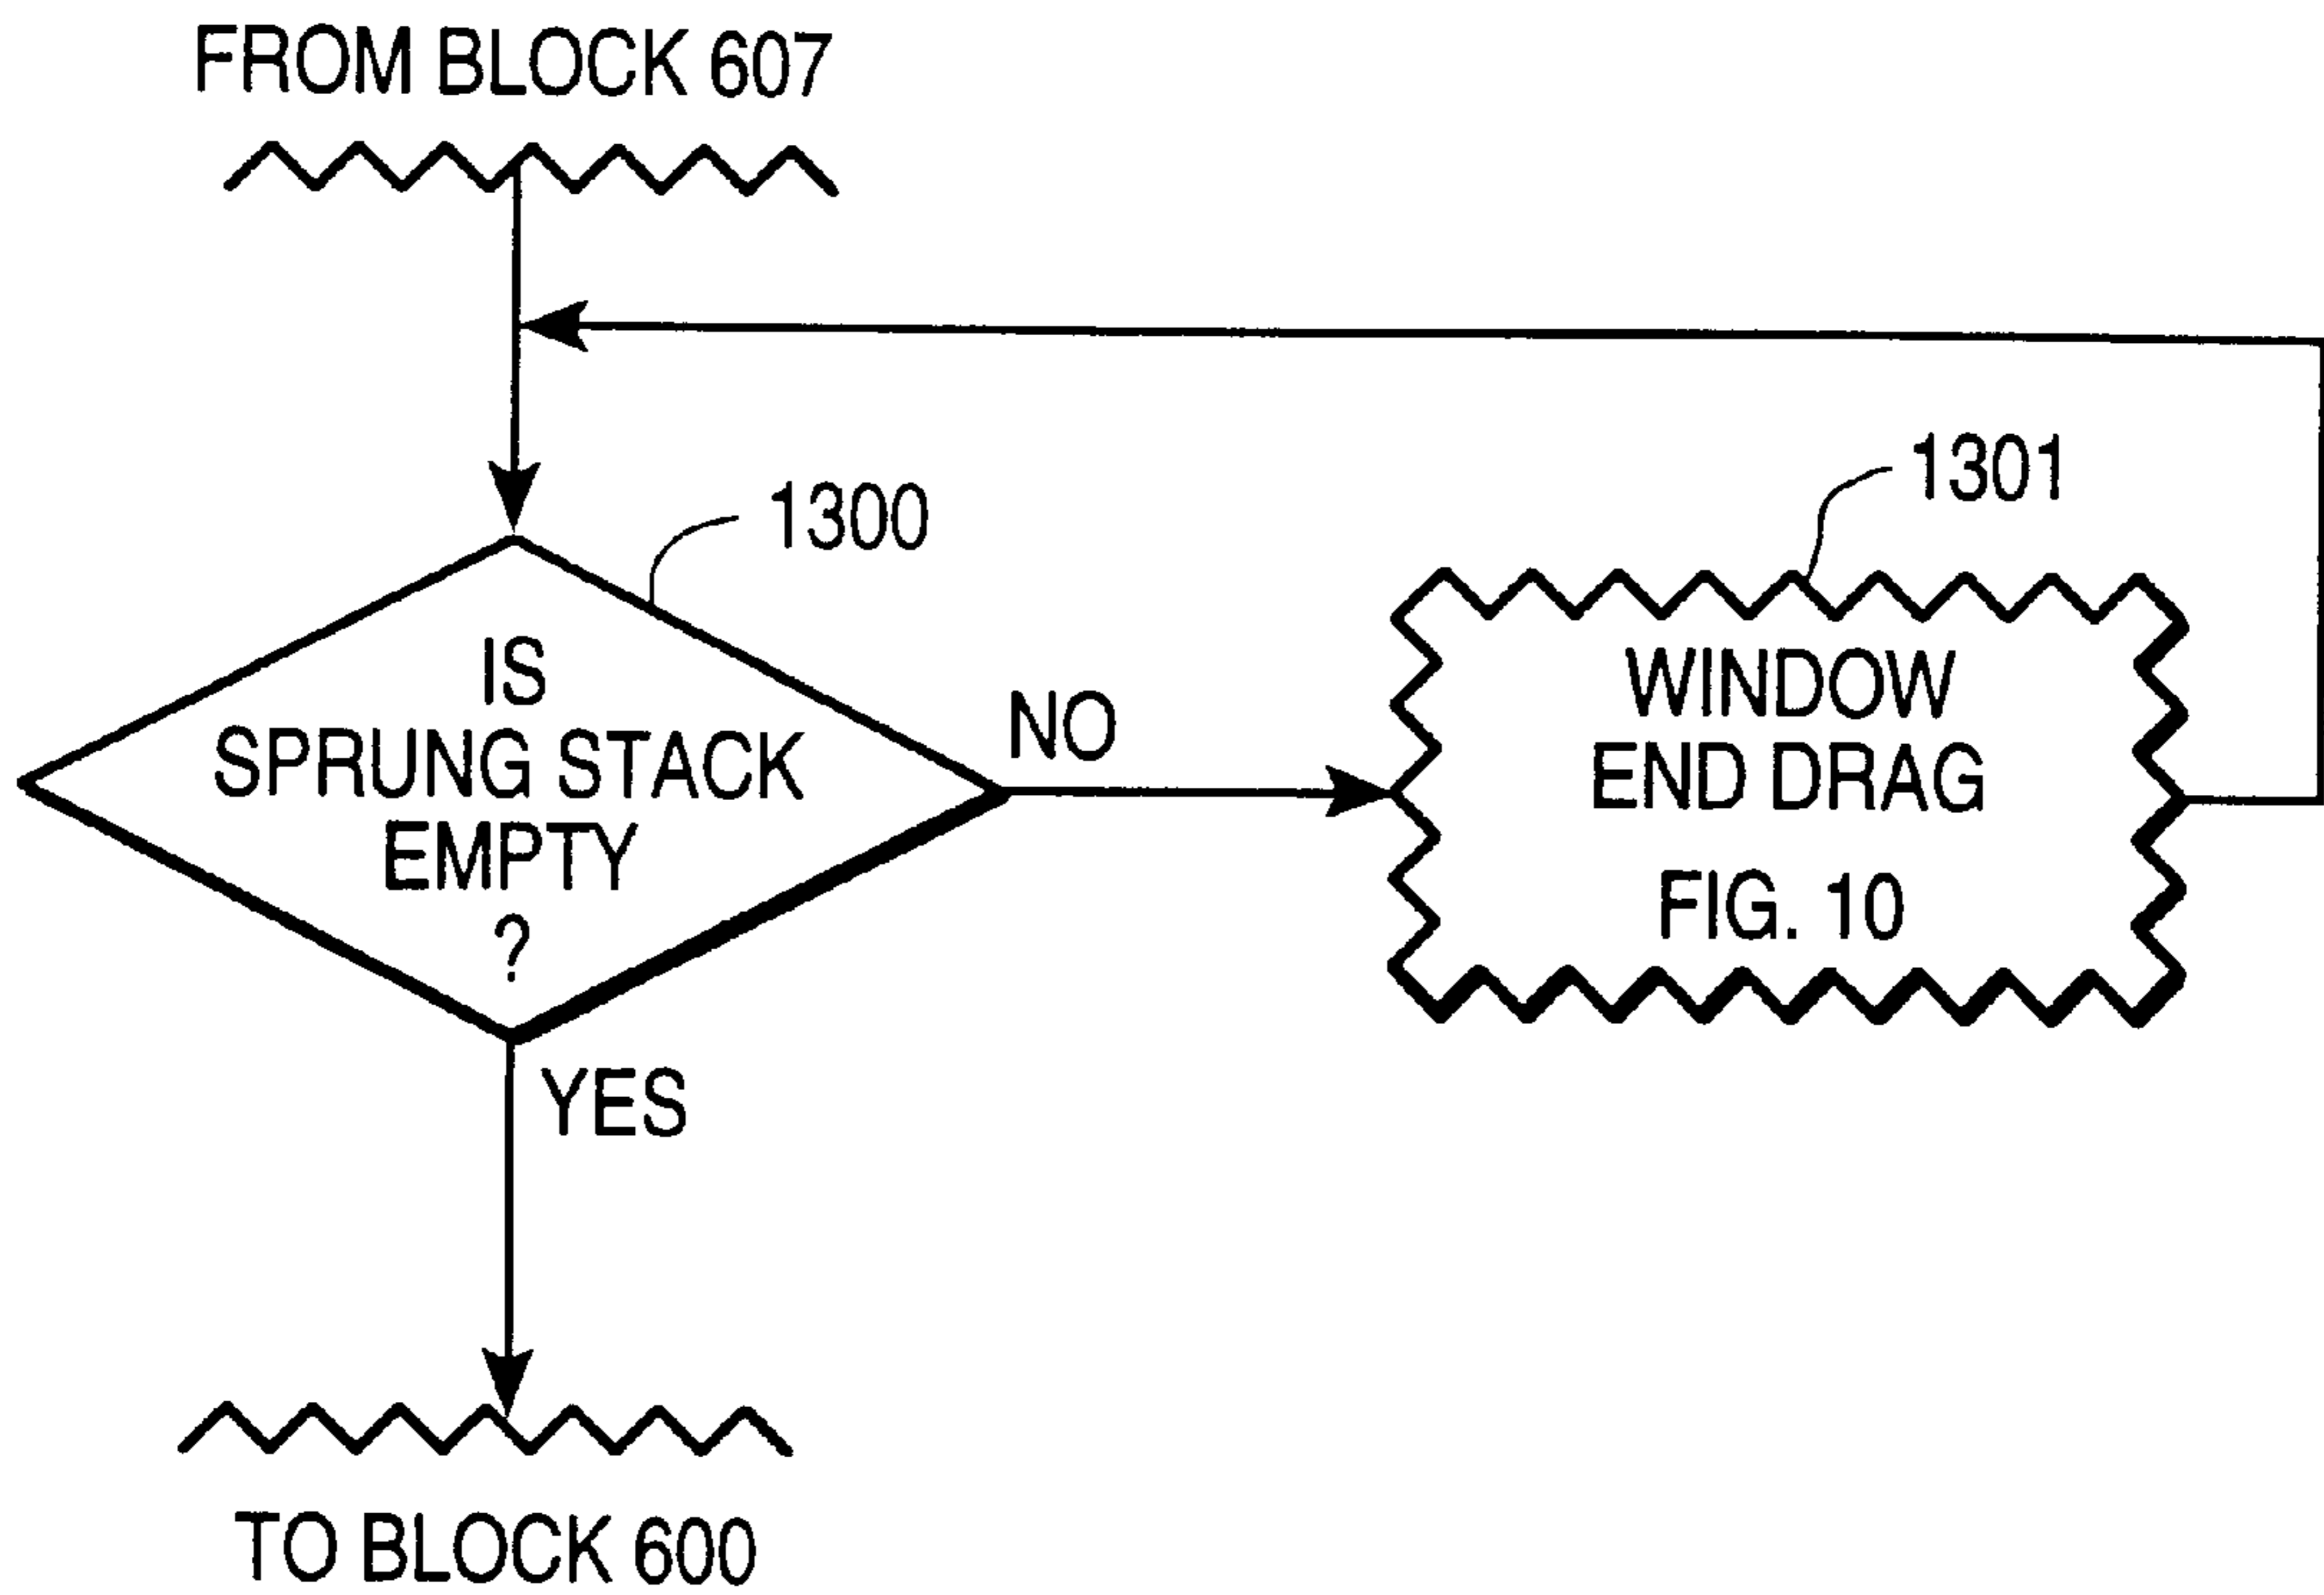 FROM BLOCK 607
1300
1301
IS
SPRUNG STACK
EMPTY
?
NO
WINDOW
END DRAG
FIG. 10
YES
TO BLOCK 600